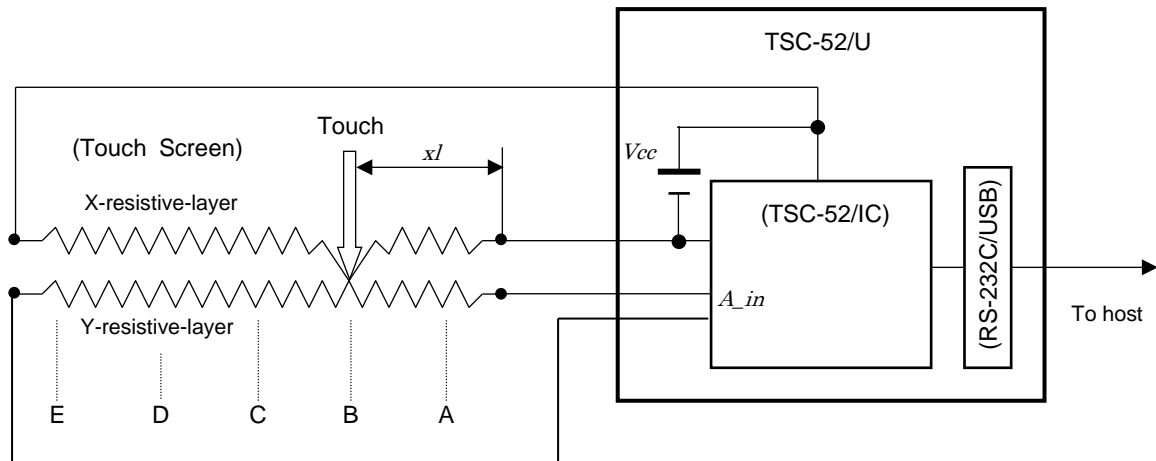 TSC-52/U
Touch
(Touch Screen)
xl
Vcc
X-resistive-layer
(TSC-52/IC)
(RS-232C/USB)
A_in
To host
Y-resistive-layer
E D C B A